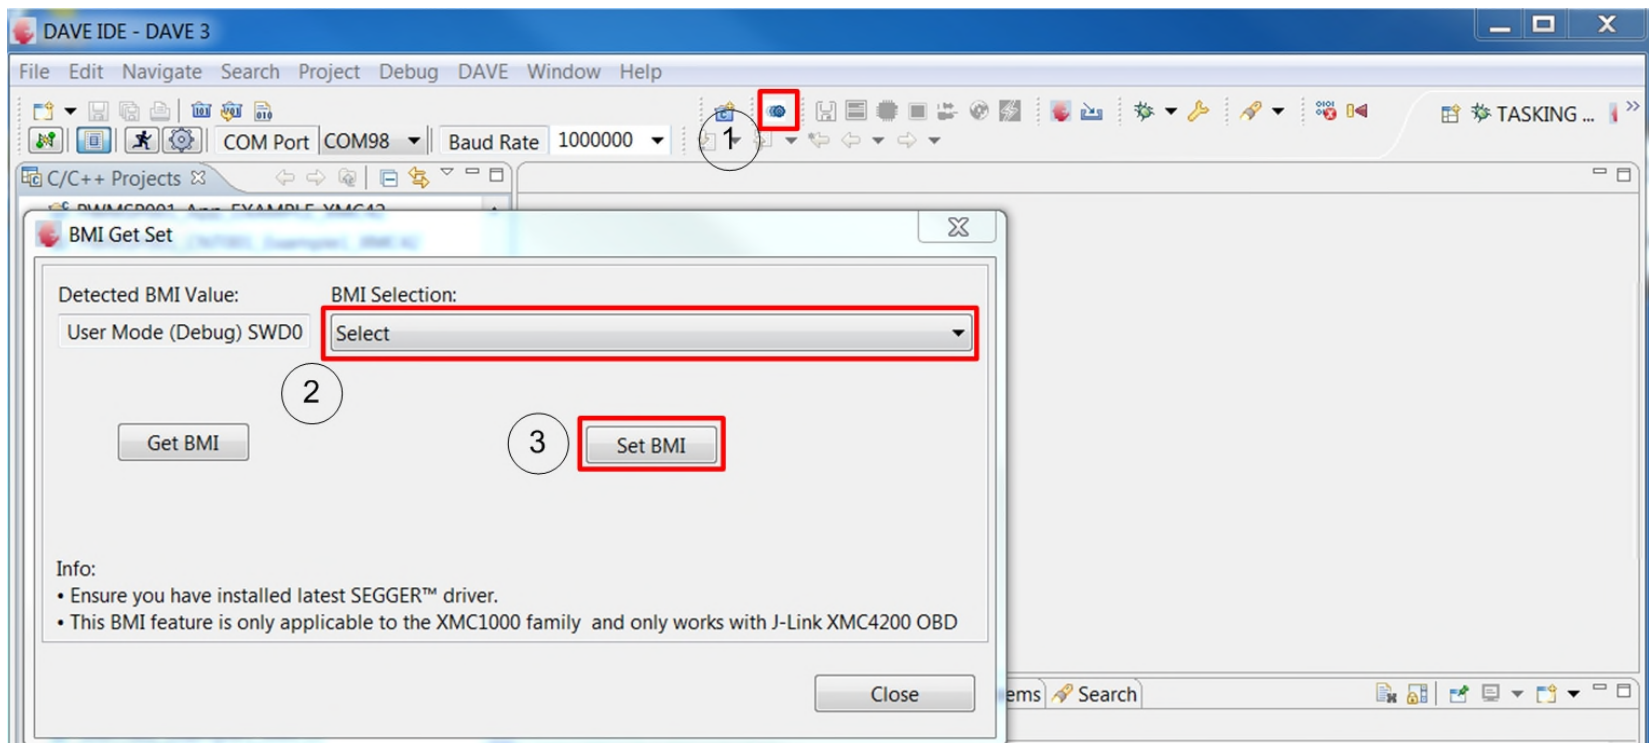 DAVE IDE - DAVE 3
File Edit Navigate Search Project Debug DAVE Window Help
1
TASKING ...
COM Port COM98 Baud Rate 1000000
C/C++ Projects
PWMSP001_App_EXAMPLE_XMC42
BMI Get Set
Detected BMI Value: BMI Selection:
User Mode (Debug) SWD0 Select
2
Get BMI 3 Set BMI
Info:
• Ensure you have installed latest SEGGER™ driver.
• This BMI feature is only applicable to the XMC1000 family and only works with J-Link XMC4200 OBD
Close
ems Search